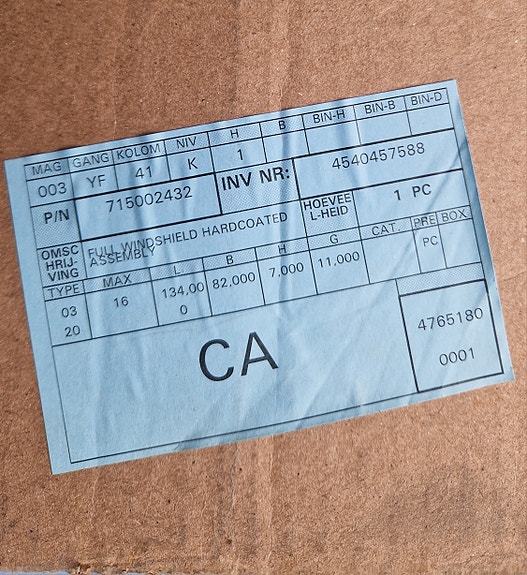 MAG GANG KOLOM NIV H B BIN-H BIN-B BIN-D
003 YF 41 K 1
P/N 715002432 INV NR: 4540457588
OMSC
HRIJ-
VING
FULL WINDSHIELD HARDCOATED
ASSEMBLY
HOEVEE
L-HEID
1 PC
TYPE MAX L B H G CAT. PRE BOX
03 16 134,00 82,000 7,000 11,000 PC
20 0
CA
4765180
0001